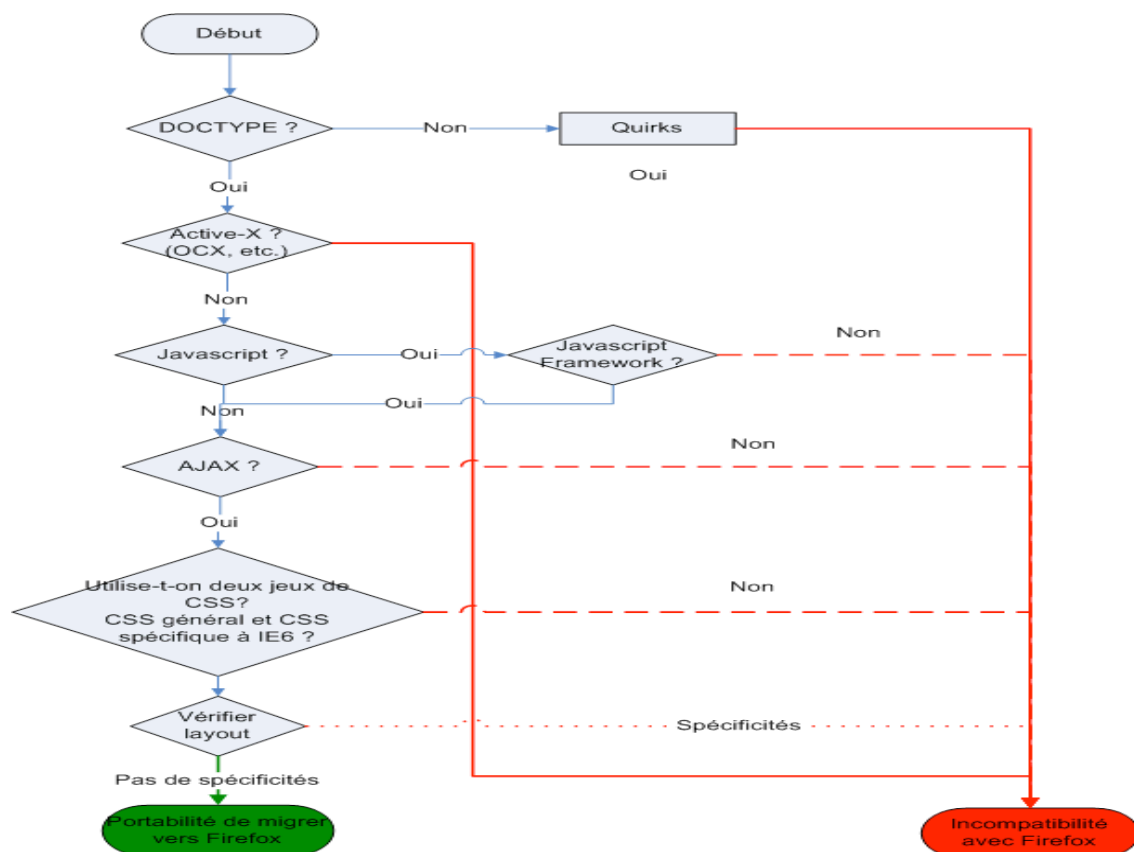 Début
DOCTYPE ?
Non
Quirks
Oui
Oui
Active-X ?
(OCX, etc.)
Non
Javascript ?
Oui
Javascript
Framework ?
Non
Oui
Non
AJAX ?
Non
Oui
Utilise-t-on deux jeux de
CSS?
CSS général et CSS
spécifique à IE6 ?
Non
Vérifier
layout
Spécificités
Pas de spécificités
Portabilité de migrer
vers Firefox
Incompatibilité
avec Firefox